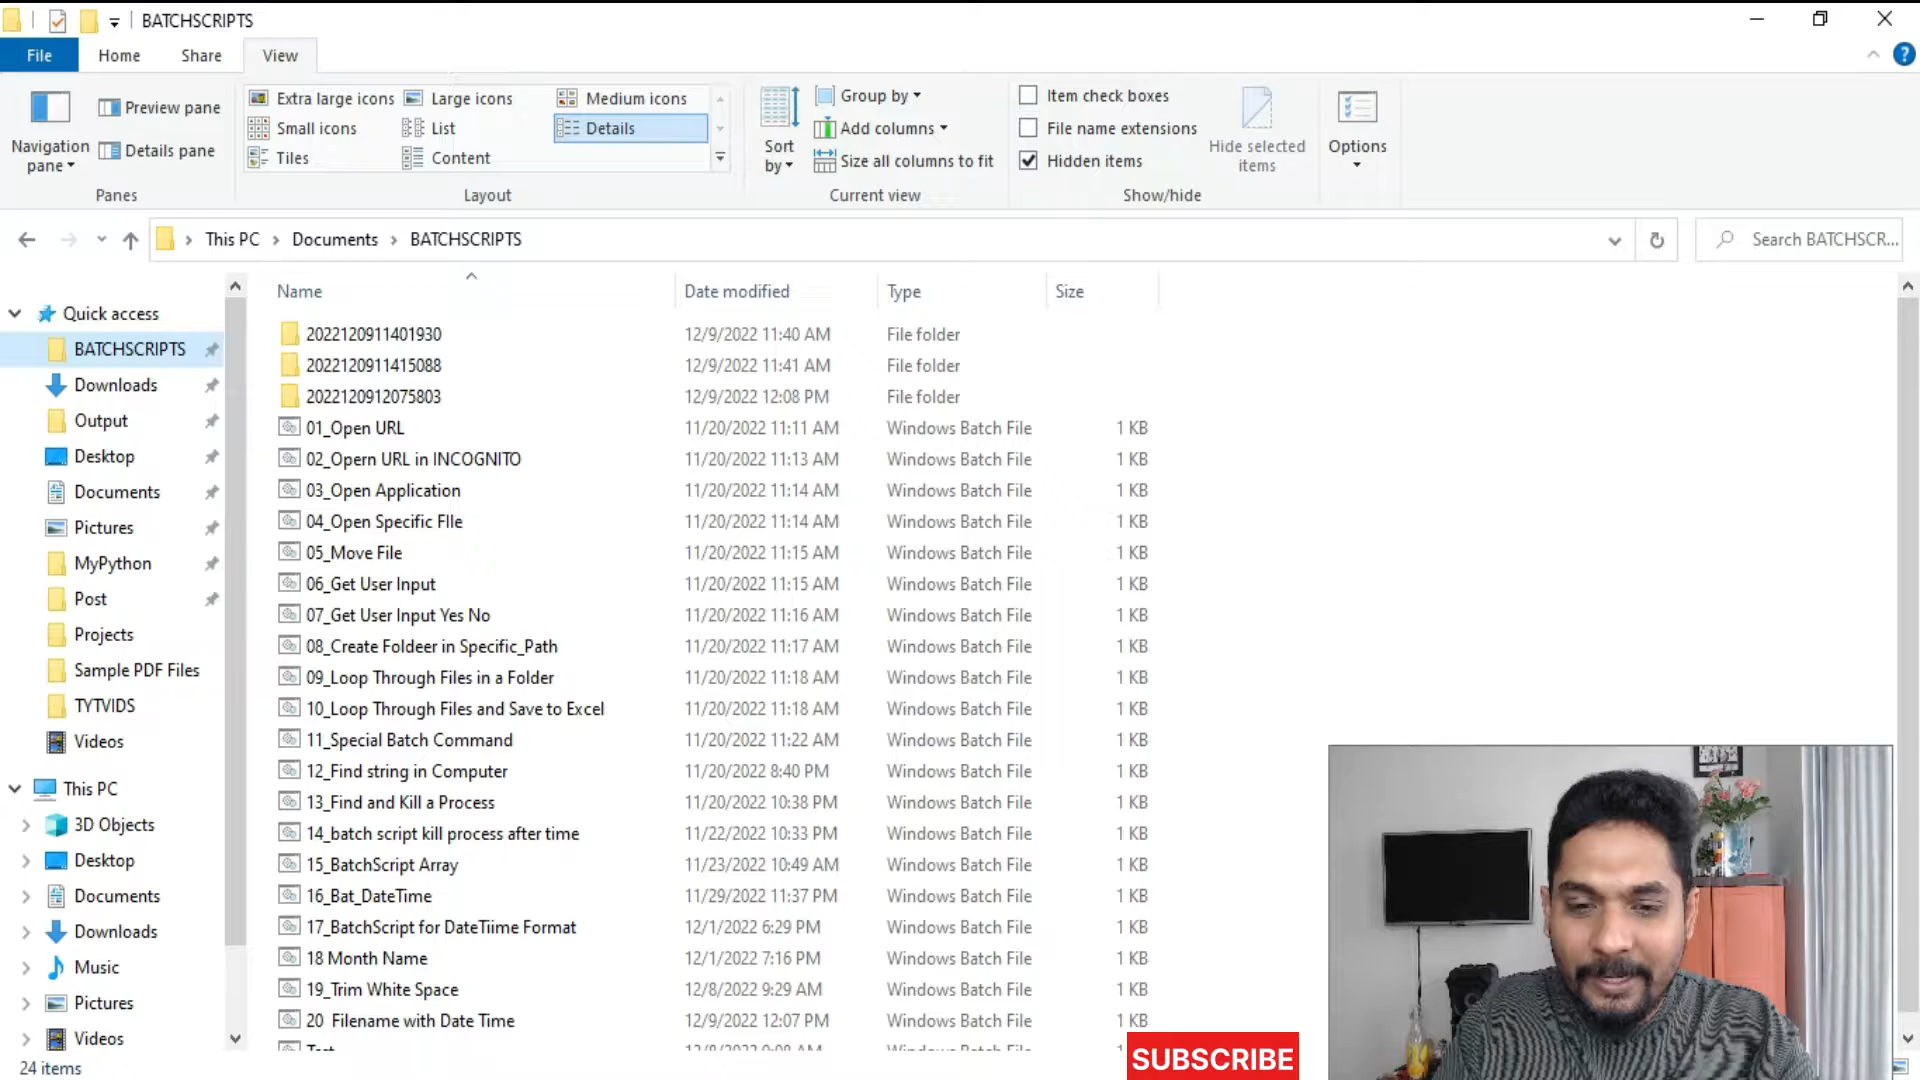 BATCHSCRIPTS
File Home Share View
Navigation pane
Preview pane
Details pane
Panes
Extra large icons Large icons Medium icons
Small icons List Details
Tiles Content
Layout
Sort by
Group by
Add columns
Size all columns to fit
Current view
Item check boxes
File name extensions
Hidden items
Hide selected items
Show/hide
Options
This PC Documents BATCHSCRIPTS
Search BATCHSCR...
Quick access
BATCHSCRIPTS
Downloads
Output
Desktop
Documents
Pictures
MyPython
Post
Projects
Sample PDF Files
TYTVIDS
Videos
This PC
3D Objects
Desktop
Documents
Downloads
Music
Pictures
Videos
Name Date modified Type Size
2022120911401930 12/9/2022 11:40 AM File folder
2022120911415088 12/9/2022 11:41 AM File folder
2022120912075803 12/9/2022 12:08 PM File folder
01_Open URL 11/20/2022 11:11 AM Windows Batch File 1 KB
02_Opern URL in INCOGNITO 11/20/2022 11:13 AM Windows Batch File 1 KB
03_Open Application 11/20/2022 11:14 AM Windows Batch File 1 KB
04_Open Specific FIle 11/20/2022 11:14 AM Windows Batch File 1 KB
05_Move File 11/20/2022 11:15 AM Windows Batch File 1 KB
06_Get User Input 11/20/2022 11:15 AM Windows Batch File 1 KB
07_Get User Input Yes No 11/20/2022 11:16 AM Windows Batch File 1 KB
08_Create Foldeer in Specific_Path 11/20/2022 11:17 AM Windows Batch File 1 KB
09_Loop Through Files in a Folder 11/20/2022 11:18 AM Windows Batch File 1 KB
10_Loop Through Files and Save to Excel 11/20/2022 11:18 AM Windows Batch File 1 KB
11_Special Batch Command 11/20/2022 11:22 AM Windows Batch File 1 KB
12_Find string in Computer 11/20/2022 8:40 PM Windows Batch File 1 KB
13_Find and Kill a Process 11/20/2022 10:38 PM Windows Batch File 1 KB
14_batch script kill process after time 11/22/2022 10:33 PM Windows Batch File 1 KB
15_BatchScript Array 11/23/2022 10:49 AM Windows Batch File 1 KB
16_Bat_DateTime 11/29/2022 11:37 PM Windows Batch File 1 KB
17_BatchScript for DateTiime Format 12/1/2022 6:29 PM Windows Batch File 1 KB
18 Month Name 12/1/2022 7:16 PM Windows Batch File 1 KB
19_Trim White Space 12/8/2022 9:29 AM Windows Batch File 1 KB
20 Filename with Date Time 12/9/2022 12:07 PM Windows Batch File 1 KB
24 items
SUBSCRIBE